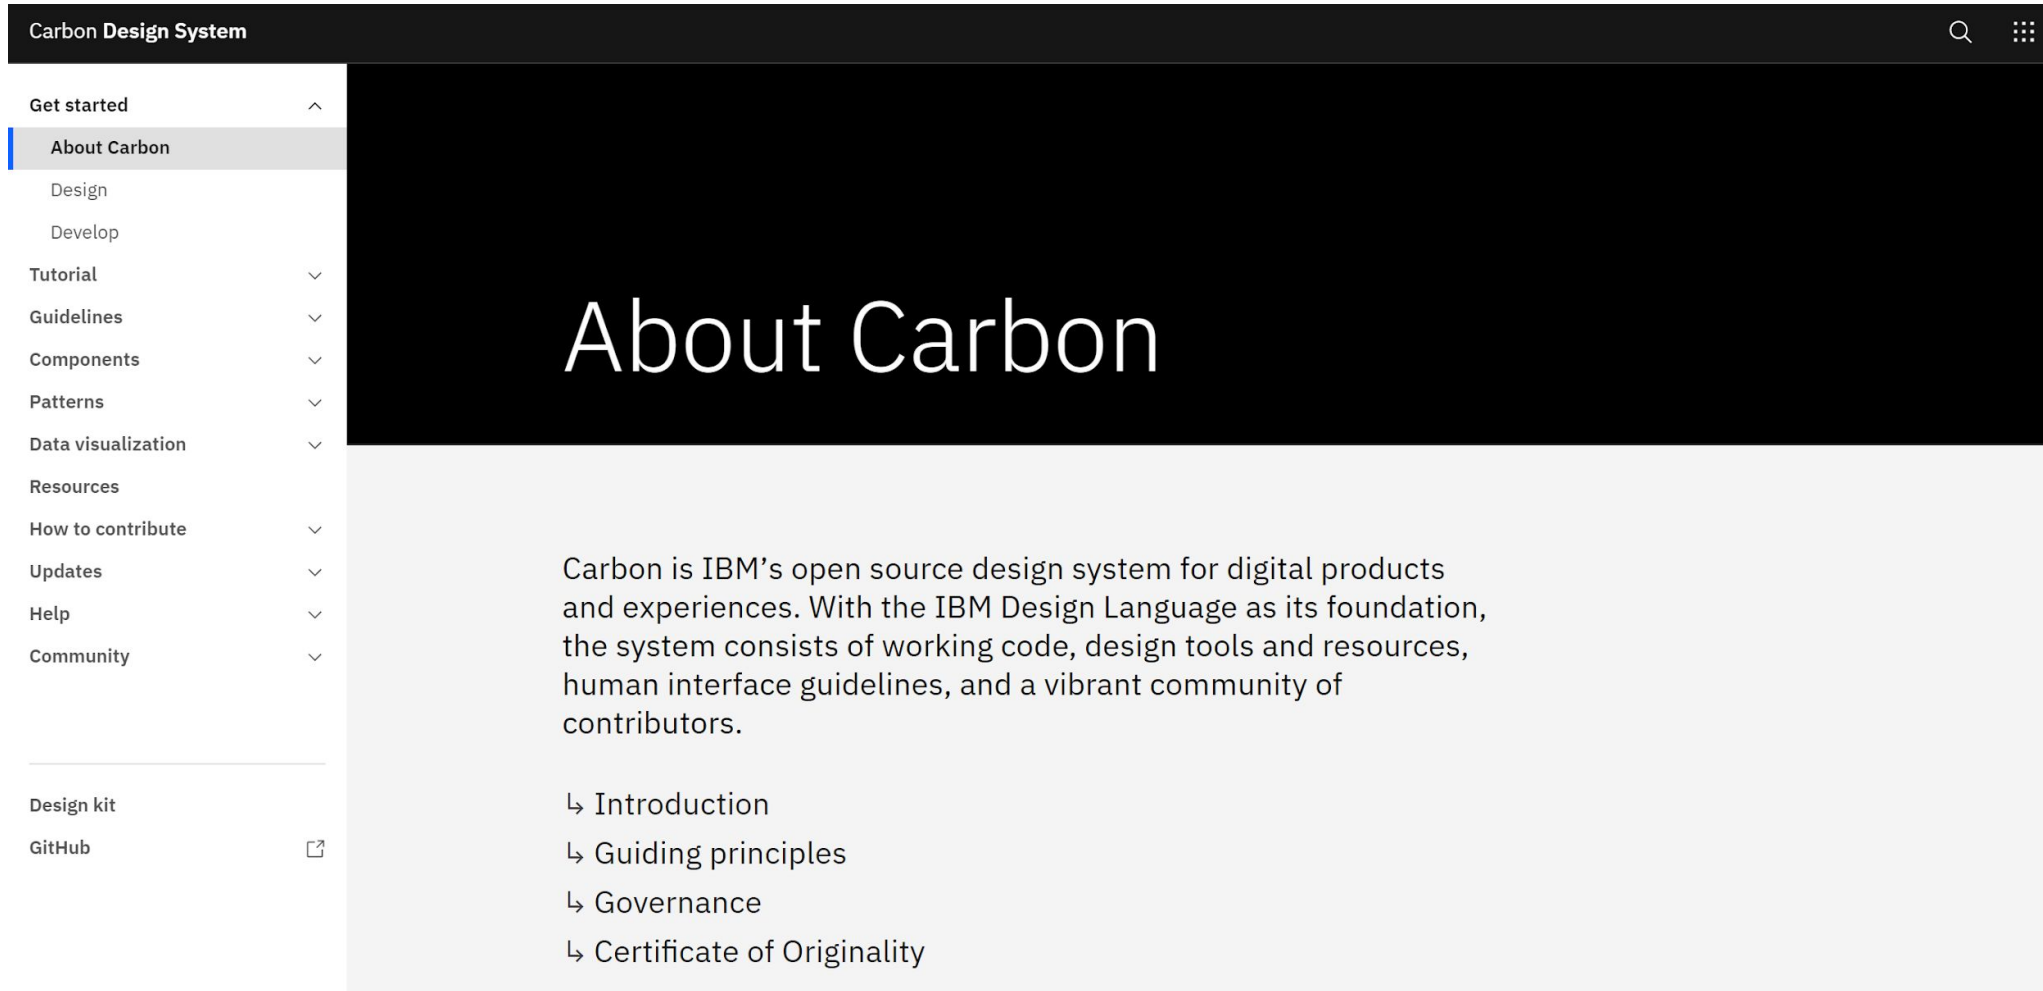 Carbon Design System
Get started
About Carbon
Design
Develop
Tutorial
Guidelines
Components
Patterns
Data visualization
Resources
How to contribute
Updates
Help
Community
Design kit
GitHub
About Carbon
Carbon is IBM’s open source design system for digital products
and experiences. With the IBM Design Language as its foundation,
the system consists of working code, design tools and resources,
human interface guidelines, and a vibrant community of
contributors.
↳ Introduction
↳ Guiding principles
↳ Governance
↳ Certificate of Originality